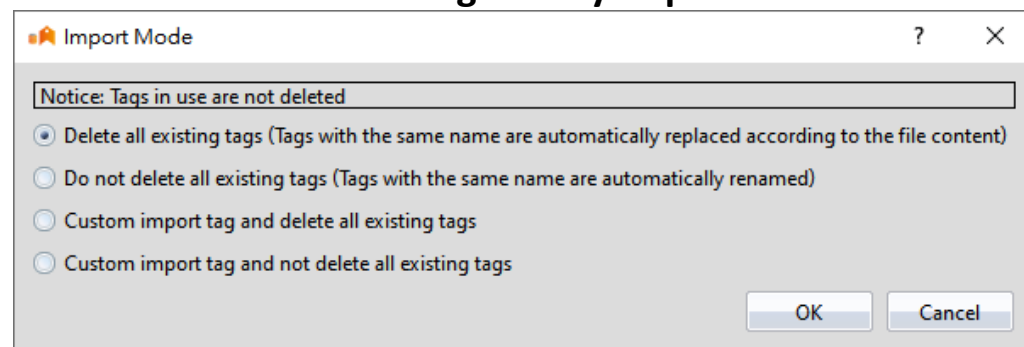 Import Mode
?
Notice: Tags in use are not deleted
Delete all existing tags (Tags with the same name are automatically replaced according to the file content)
Do not delete all existing tags (Tags with the same name are automatically renamed)
Custom import tag and delete all existing tags
Custom import tag and not delete all existing tags
OK Cancel